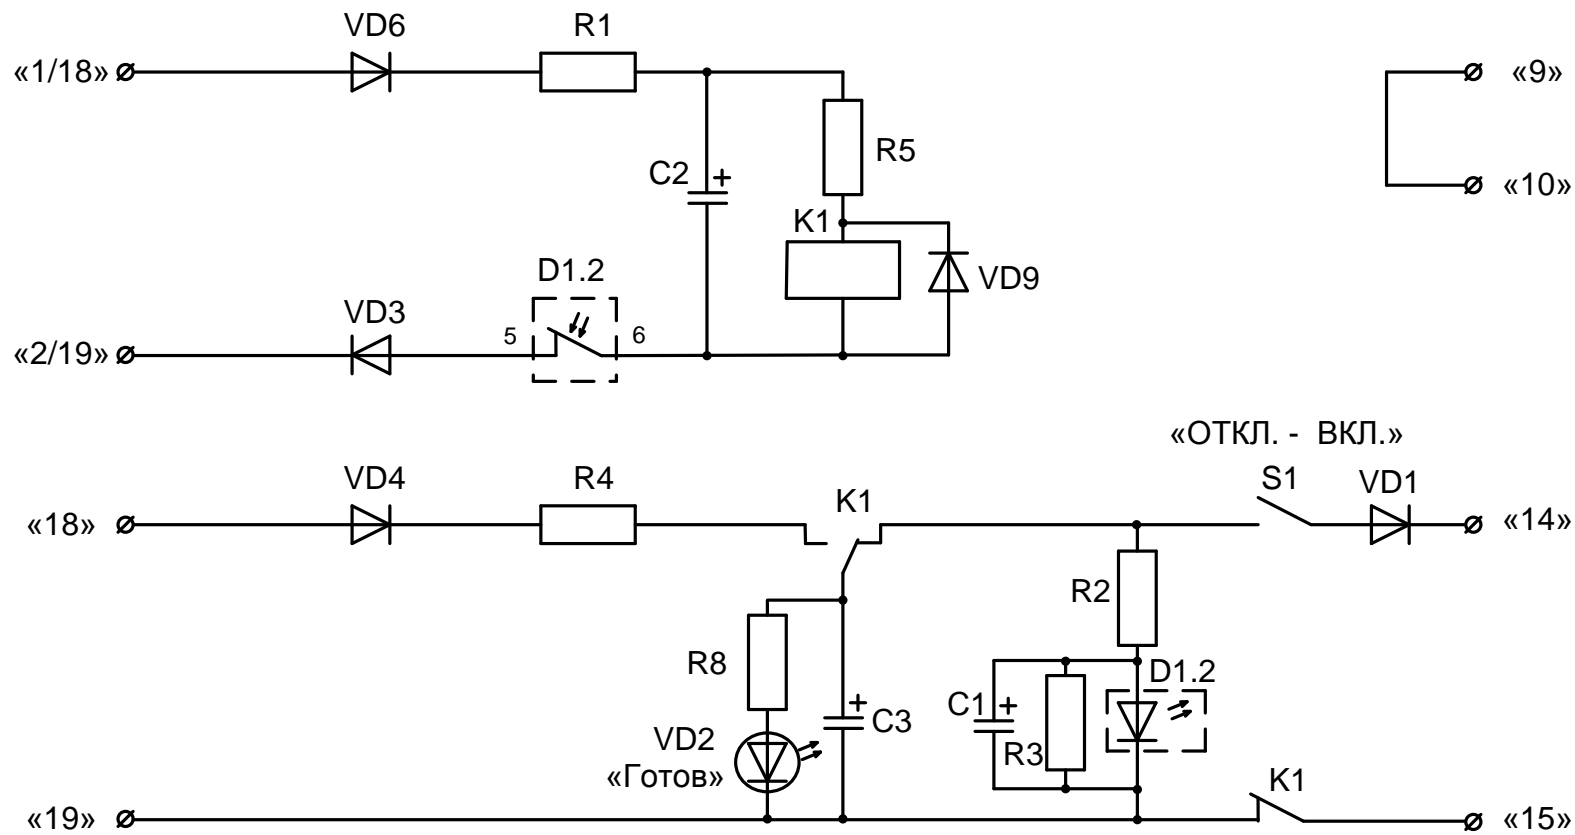 VD6 R1
«1/18» «9»
R5
C2 + «10»
K1
D1.2 VD9
VD3 5 6
«2/19»
«ОТКЛ. - ВКЛ.»
VD4 R4 K1 S1 VD1
«18» «14»
R2
R8 D1.2
C1 +
+ C3
VD2 R3
«Готов»
K1
«19» «15»